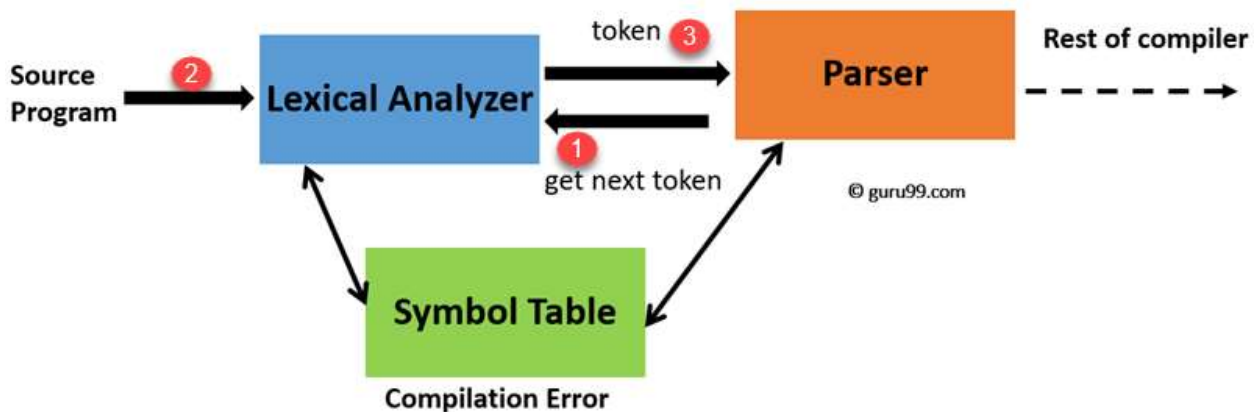 token 3
Rest of compiler
Source
Program
2
Lexical Analyzer
Parser
1
get next token
© guru99.com
Symbol Table
Compilation Error